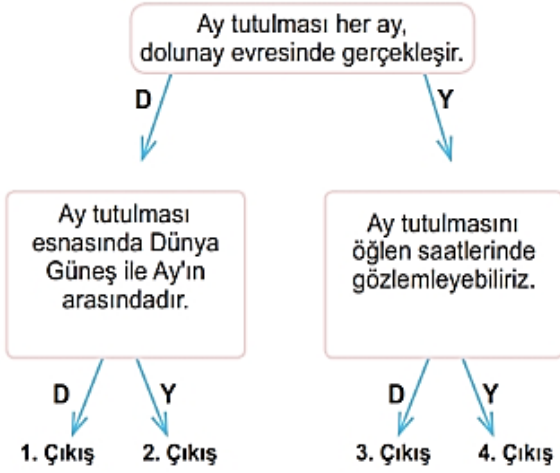 Ay tutulması her ay,
dolunay evresinde gerçekleşir.
D
Y
Ay tutulması
esnasında Dünya
Güneş ile Ay'ın
arasındadır.
Ay tutulmasını
öğlen saatlerinde
gözlemleyebiliriz.
D
Y
D
Y
1. Çıkış
2. Çıkış
3. Çıkış
4. Çıkış